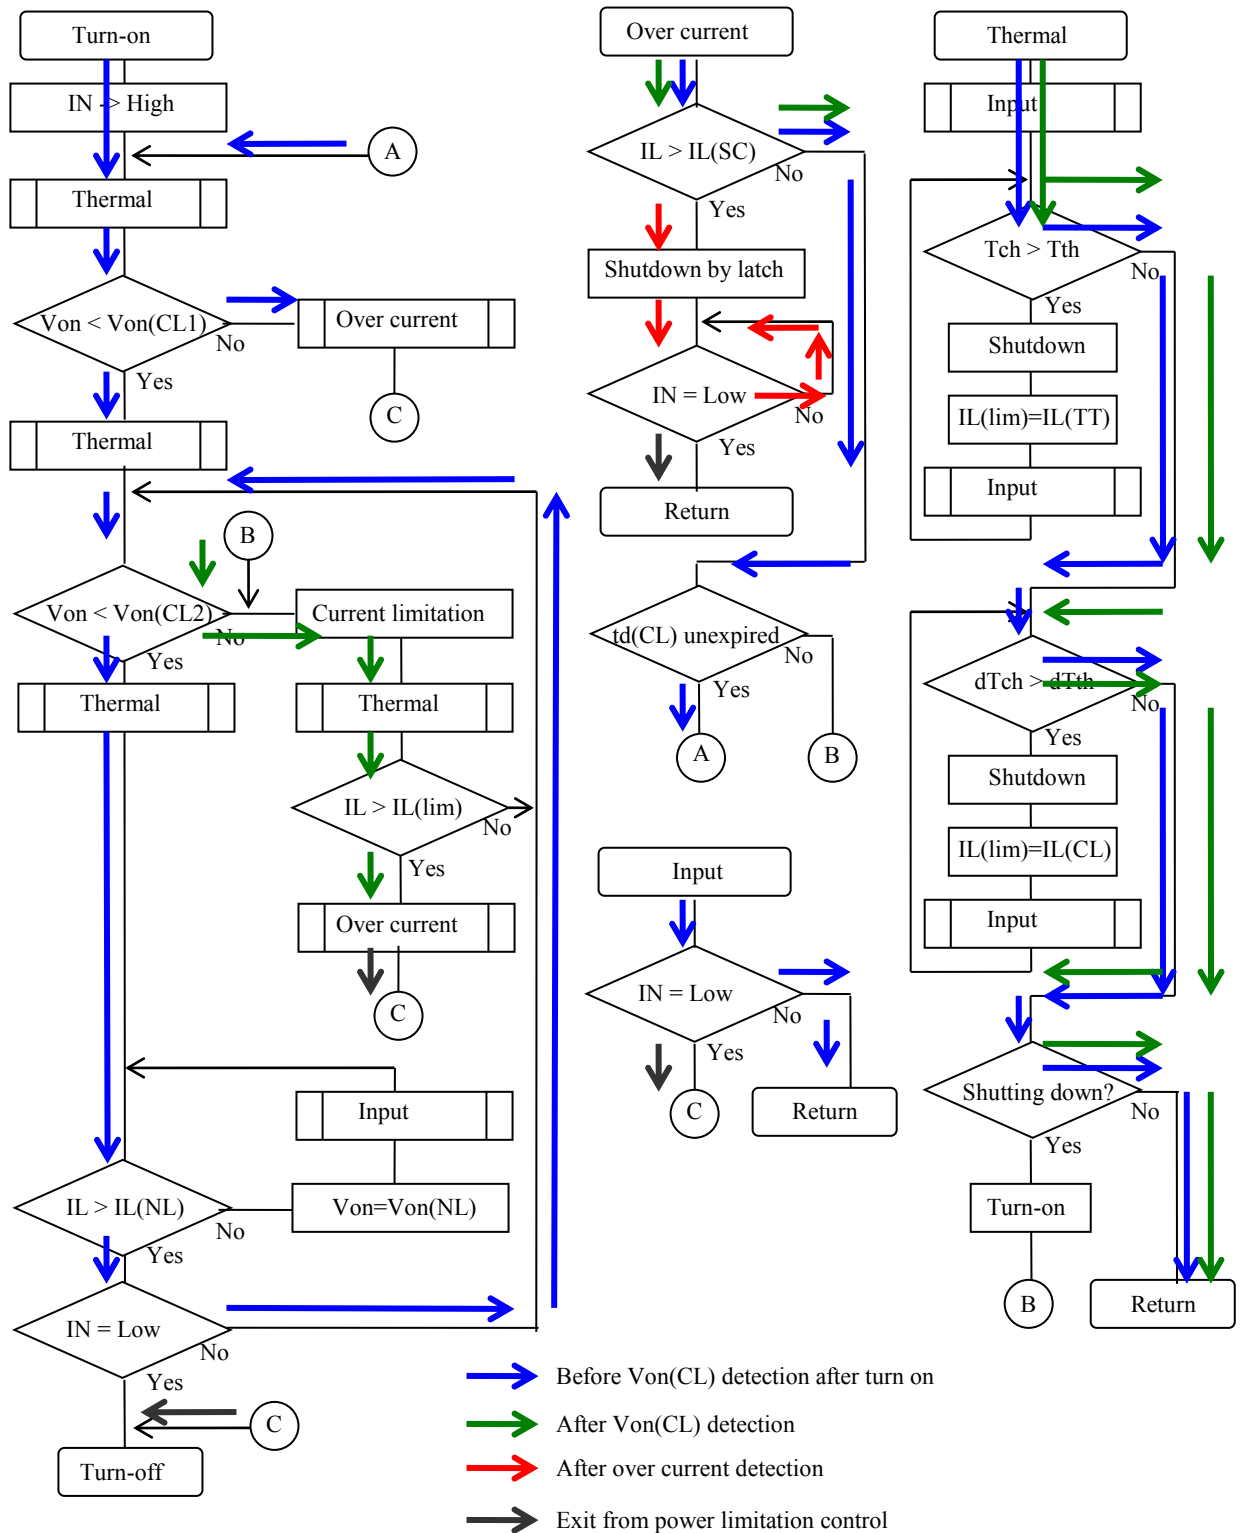 Turn-on
IN -> High
A
Thermal
Von < Von(CL1)
No
Yes
Over current
C
Thermal
B
Von < Von(CL2)
No
Yes
Current limitation
Thermal
Thermal
IL > IL(lim)
No
Yes
Over current
C
Input
Von=Von(NL)
IL > IL(NL)
No
Yes
IN = Low
No
Yes
C
Turn-off
Over current
IL > IL(SC)
No
Yes
Shutdown by latch
IN = Low
No
Yes
Return
td(CL) unexpired
No
Yes
A
B
Input
IN = Low
No
Yes
C
Return
Thermal
Input
Tch > Tth
No
Yes
Shutdown
IL(lim)=IL(TT)
Input
dTch > dTth
No
Yes
Shutdown
IL(lim)=IL(CL)
Input
Shutting down?
No
Yes
Turn-on
B
Return
Before Von(CL) detection after turn on
After Von(CL) detection
After over current detection
Exit from power limitation control